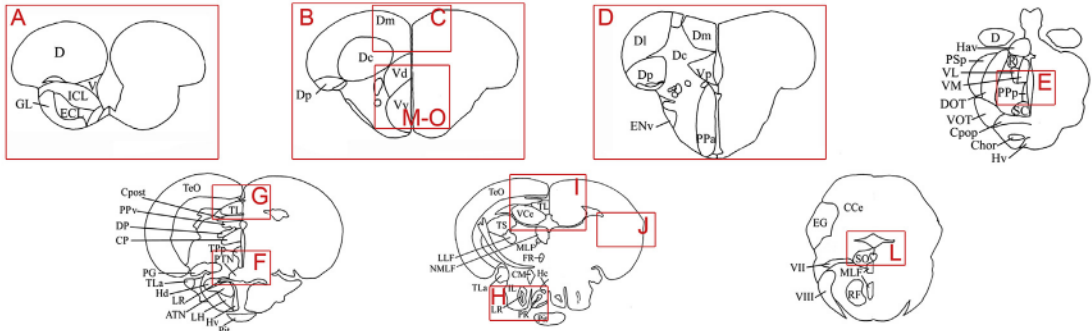 A
D
V
ICL
GL
ECL
B
C
Dm
Dc
Vd
Dp
Vv
M-O
D
Dl
Dm
Dc
Dp
Vp
ENv
PPa
D
Hav
PSp
VL
VM
E
PPp
DOT
SC
VOT
Cpop
Chor
Hv
TeO
G
Cpost
TL
PPv
DP
CP
TPp
PTN
F
PG
TLa
Hd
LR
ATN
LH
Hv
Pit
I
TeO
TL
VCe
TS
J
MLF
LLF
FR
NMLF
CM
Hc
TLa
H
IL
LR
PR
EG
CCe
L
VII
SO
MLF
VIII
RF